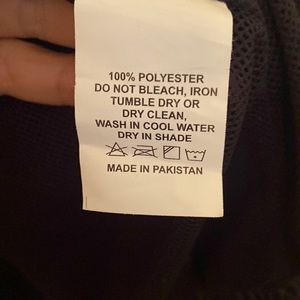 100% POLYESTER
DO NOT BLEACH, IRON
TUMBLE DRY OR
DRY CLEAN,
WASH IN COOL WATER
DRY IN SHADE
MADE IN PAKISTAN